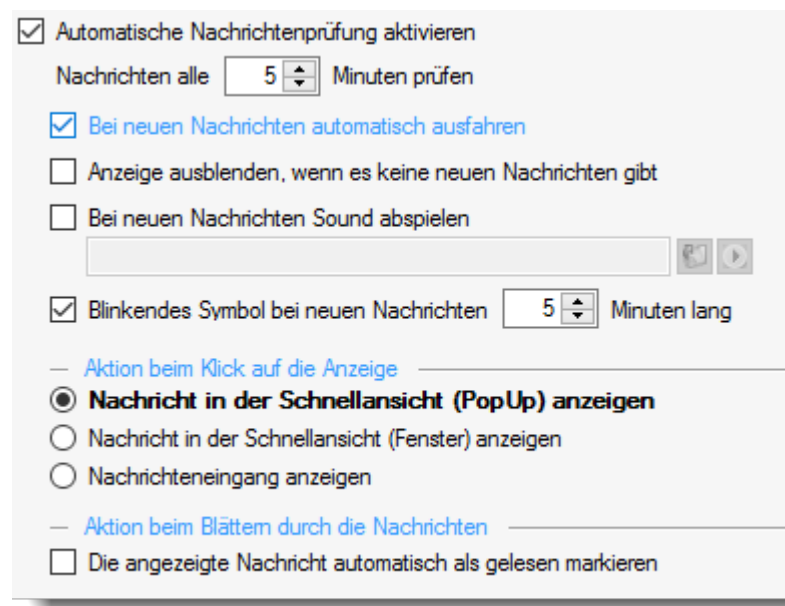 Automatische Nachrichtenprüfung aktivieren
Nachrichten alle 5 Minuten prüfen
Bei neuen Nachrichten automatisch ausfahren
Anzeige ausblenden, wenn es keine neuen Nachrichten gibt
Bei neuen Nachrichten Sound abspielen
Blinkendes Symbol bei neuen Nachrichten 5 Minuten lang
Aktion beim Klick auf die Anzeige
Nachricht in der Schnellansicht (PopUp) anzeigen
Nachricht in der Schnellansicht (Fenster) anzeigen
Nachrichteneingang anzeigen
Aktion beim Blättern durch die Nachrichten
Die angezeigte Nachricht automatisch als gelesen markieren